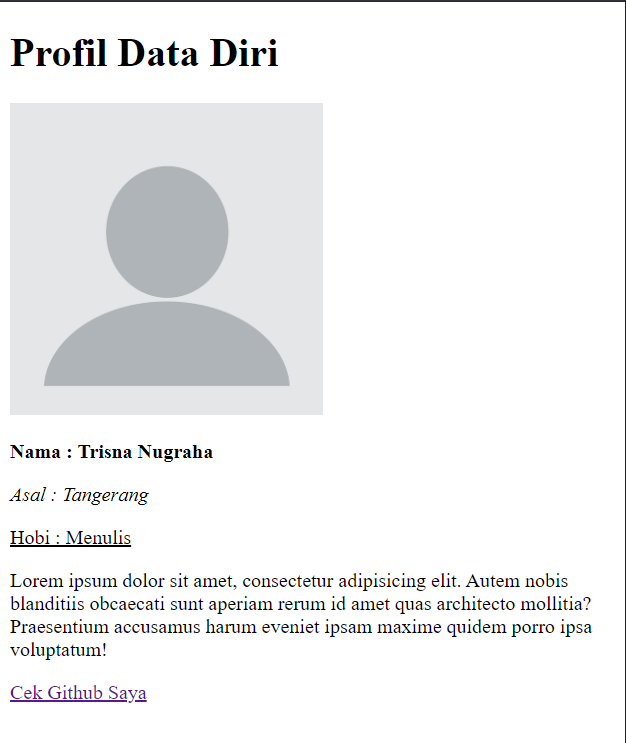 Profil Data Diri
Nama : Trisna Nugraha
Asal : Tangerang
Hobi : Menulis
Lorem ipsum dolor sit amet, consectetur adipisicing elit. Autem nobis
blanditiis obcaecati sunt aperiam rerum id amet quas architecto mollitia?
Praesentium accusamus harum eveniet ipsam maxime quidem porro ipsa
voluptatum!
Cek Github Saya